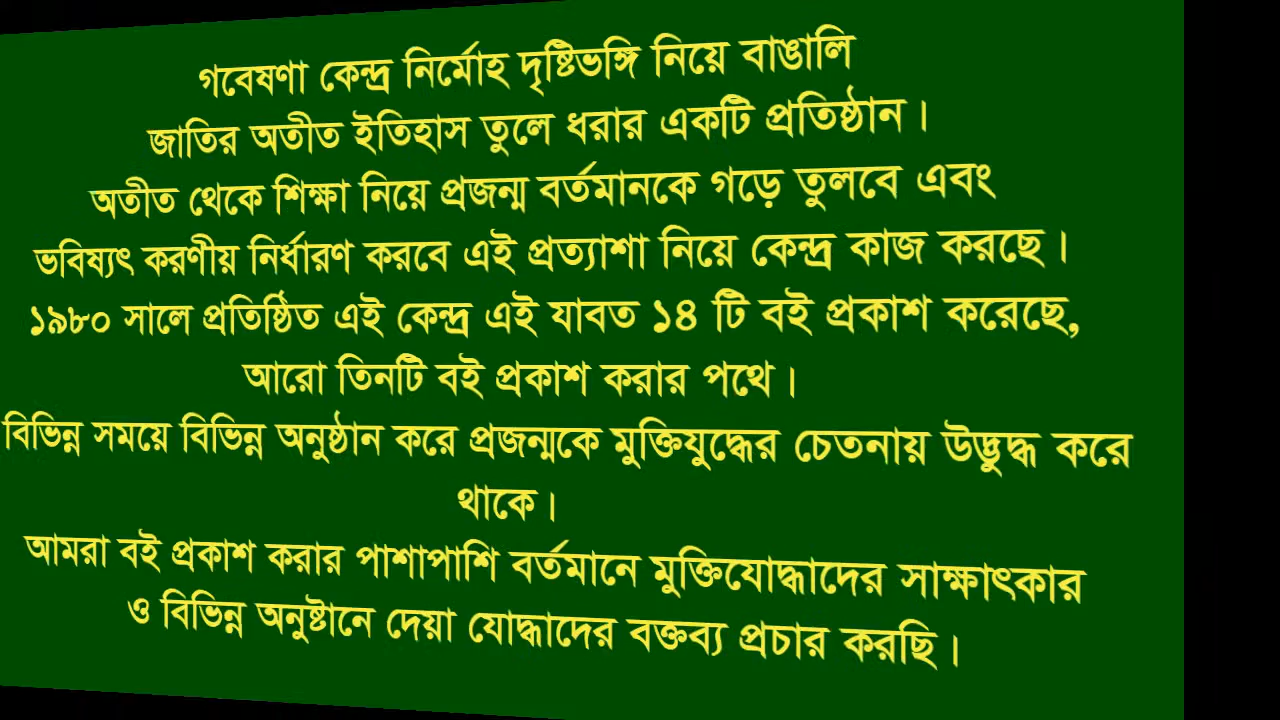 গবেষণা কেন্দ্র নির্মোহ দৃষ্টিভঙ্গি নিয়ে বাঙালি
জাতির অতীত ইতিহাস তুলে ধরার একটি প্রতিষ্ঠান।
অতীত থেকে শিক্ষা নিয়ে প্রজন্ম বর্তমানকে গড়ে তুলবে এবং
ভবিষ্যৎ করণীয় নির্ধারণ করবে এই প্রত্যাশা নিয়ে কেন্দ্র কাজ করছে।
১৯৮০ সালে প্রতিষ্ঠিত এই কেন্দ্র এই যাবত ১৪ টি বই প্রকাশ করেছে,
আরো তিনটি বই প্রকাশ করার পথে।
বিভিন্ন সময়ে বিভিন্ন অনুষ্ঠান করে প্রজন্মকে মুক্তিযুদ্ধের চেতনায় উদ্ভুদ্ধ করে
থাকে।
আমরা বই প্রকাশ করার পাশাপাশি বর্তমানে মুক্তিযোদ্ধাদের সাক্ষাৎকার
ও বিভিন্ন অনুষ্টানে দেয়া যোদ্ধাদের বক্তব্য প্রচার করছি।